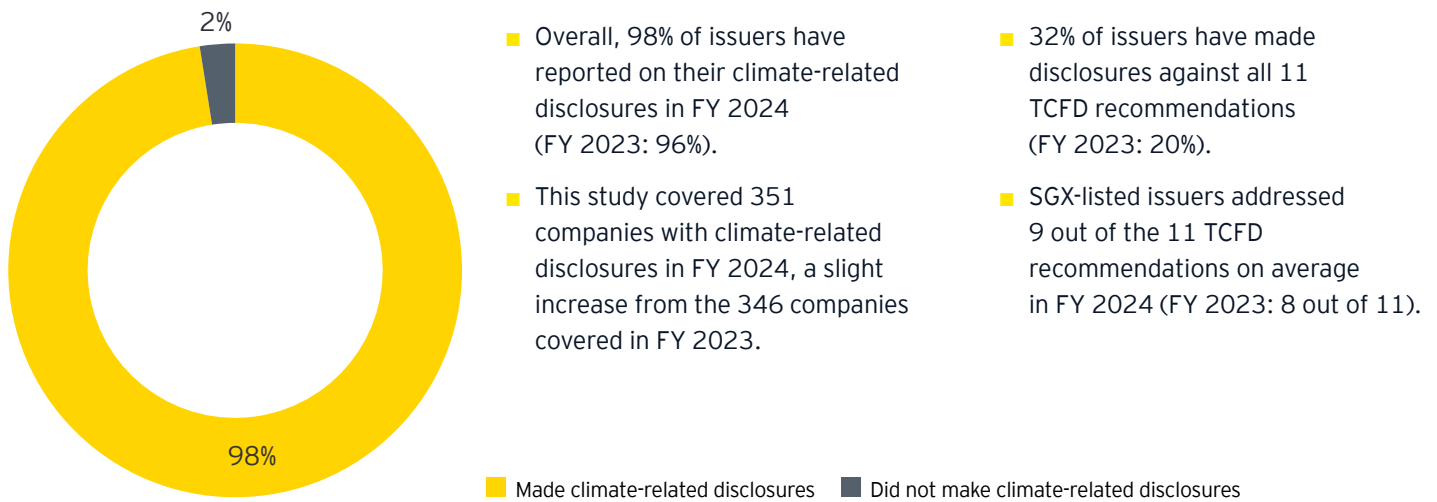 2%
98%
Overall, 98% of issuers have
reported on their climate-related
disclosures in FY 2024
(FY 2023: 96%).
This study covered 351
companies with climate-related
disclosures in FY 2024, a slight
increase from the 346 companies
covered in FY 2023.
32% of issuers have made
disclosures against all 11
TCFD recommendations
(FY 2023: 20%).
SGX-listed issuers addressed
9 out of the 11 TCFD
recommendations on average
in FY 2024 (FY 2023: 8 out of 11).
Made climate-related disclosures
Did not make climate-related disclosures